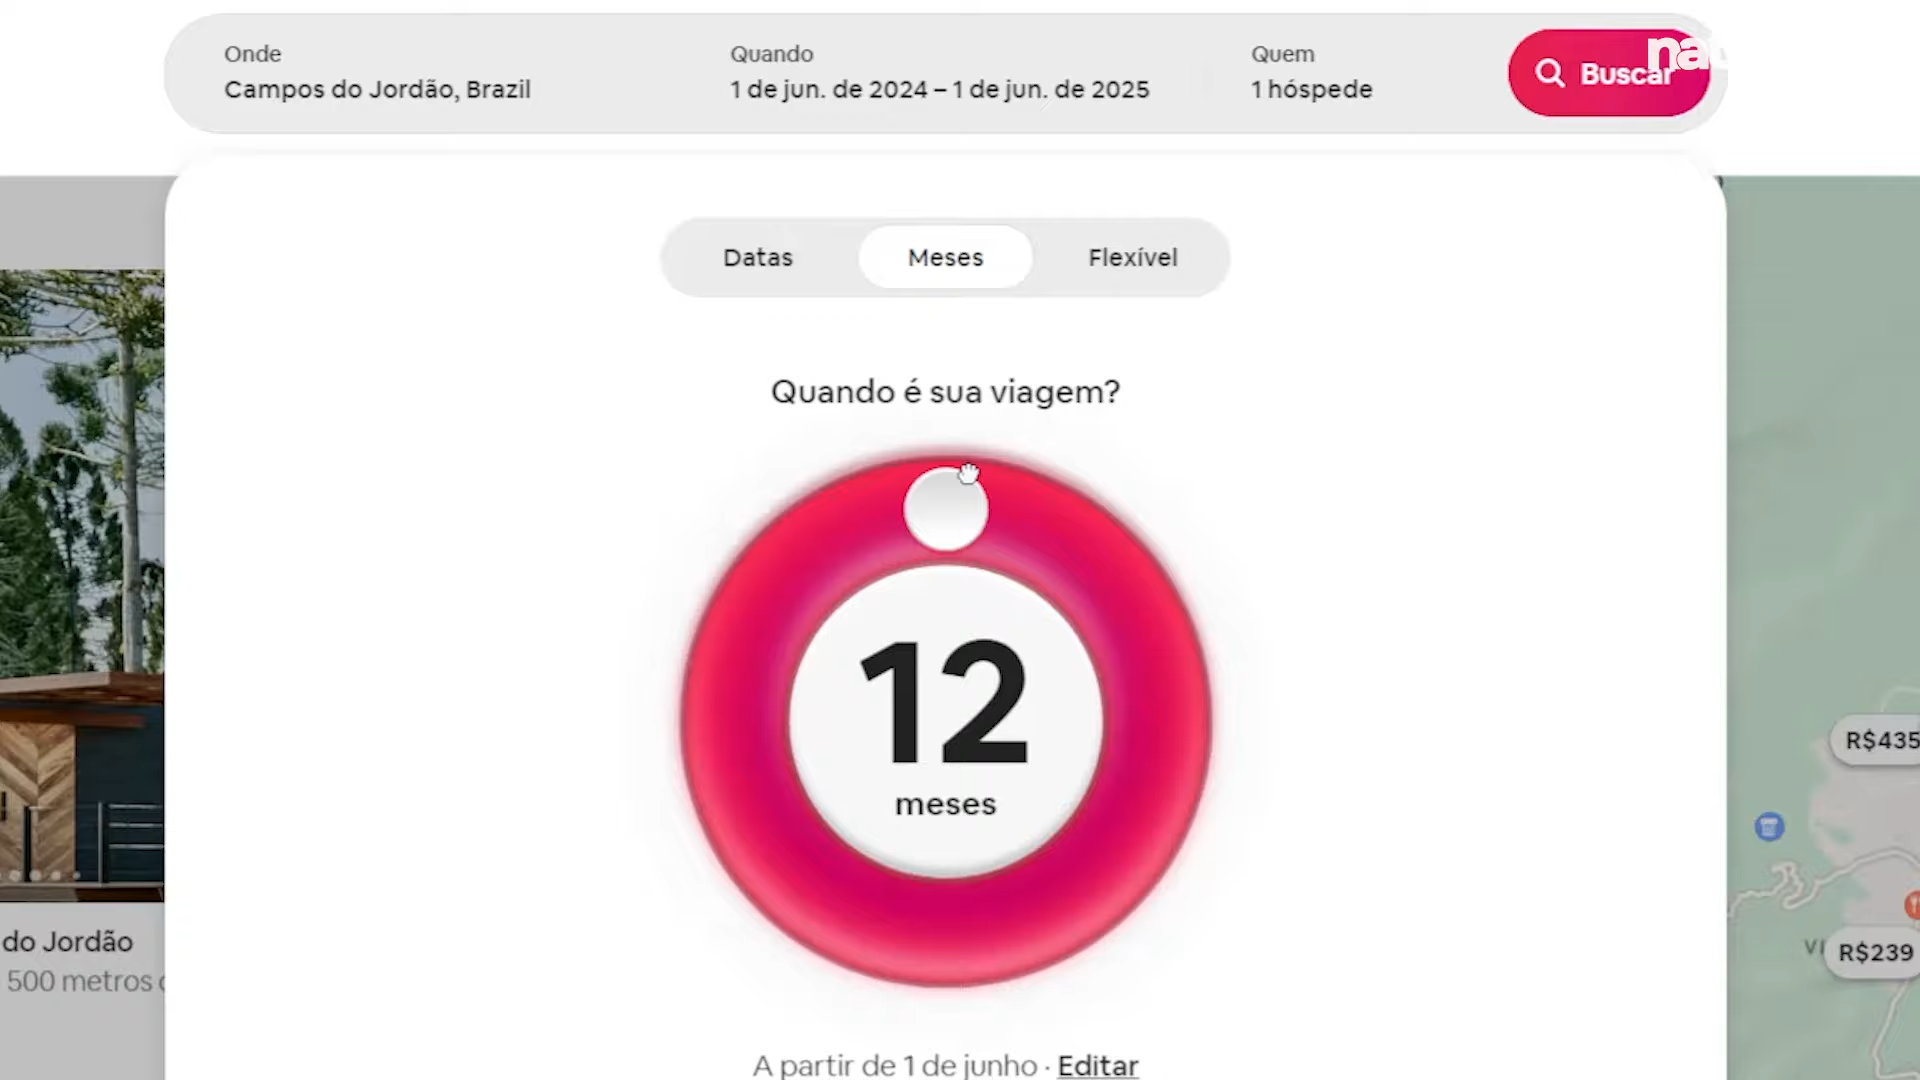 Onde
Campos do Jordão, Brazil
Quando
1 de jun. de 2024 – 1 de jun. de 2025
Quem
1 hóspede
Buscar
Datas
Meses
Flexível
Quando é sua viagem?
12
meses
A partir de 1 de junho · Editar
do Jordão
500 metros
R$435
R$239